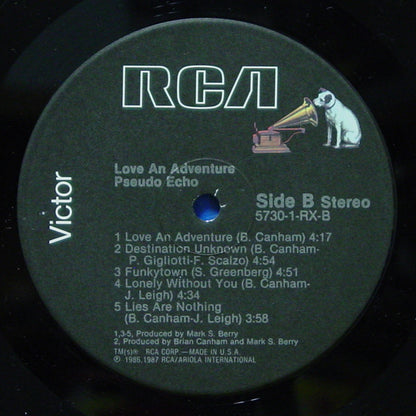 RCA
Love An Adventure
Pseudo Echo
Victor
Side B Stereo
5730-1-RX-B
1 Love An Adventure (B. Canham) 4:17
2 Destination Unknown (B. Canham-
P. Gigliotti-F. Scalzo) 4:54
3 Funkytown (S. Greenberg) 4:51
4 Lonely Without You (B. Canham-
J. Leigh) 4:34
5 Lies Are Nothing
(B. Canham-J. Leigh) 3:58
1,3-5, Produced by Mark S. Berry
2, Produced by Brian Canham and Mark S. Berry
TM(s)® RCA CORP.—MADE IN U.S.A.
℗ 1985,1987 RCA/ARIOLA INTERNATIONAL